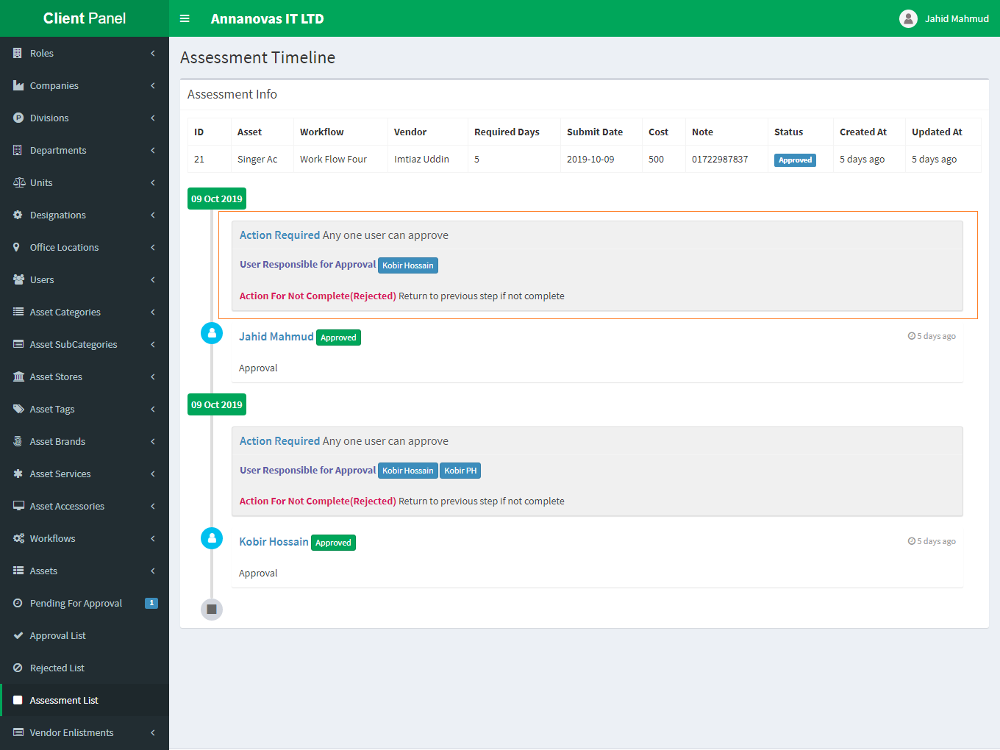 Client Panel
Annanovas IT LTD
Jahid Mahmud
Roles
Companies
Divisions
Departments
Units
Designations
Office Locations
Users
Asset Categories
Asset SubCategories
Asset Stores
Asset Tags
Asset Brands
Asset Services
Asset Accessories
Workflows
Assets
Pending For Approval 1
Approval List
Rejected List
Assessment List
Vendor Enlistments
Assessment Timeline
Assessment Info
ID Asset Workflow Vendor Required Days Submit Date Cost Note Status Created At Updated At
21 Singer Ac Work Flow Four Imtiaz Uddin 5 2019-10-09 500 01722987837 Approved 5 days ago 5 days ago
09 Oct 2019
Action Required Any one user can approve
User Responsible for Approval Kobir Hossain
Action For Not Complete(Rejected) Return to previous step if not complete
Jahid Mahmud Approved 5 days ago
Approval
09 Oct 2019
Action Required Any one user can approve
User Responsible for Approval Kobir Hossain Kobir PH
Action For Not Complete(Rejected) Return to previous step if not complete
Kobir Hossain Approved 5 days ago
Approval